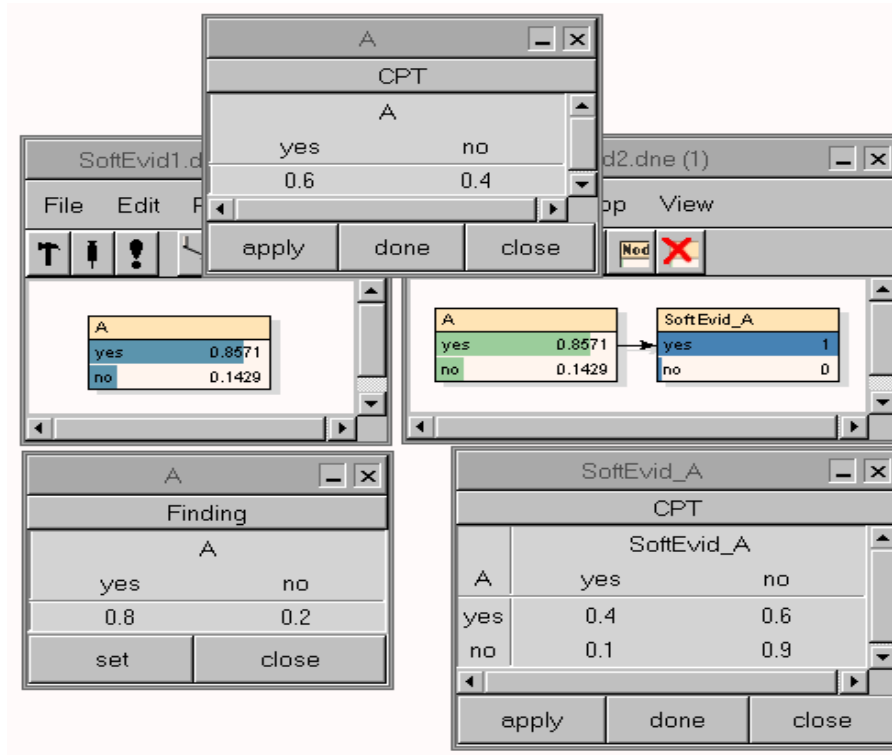 A
CPT
A
yes no
0.6 0.4
apply done close
SoftEvid1.d
File Edit
A
yes 0.8571
no 0.1429
d2.dne (1)
op View
Nod
A
yes 0.8571
no 0.1429
SoftEvid_A
yes 1
no 0
A
Finding
A
yes no
0.8 0.2
set close
SoftEvid_A
CPT
SoftEvid_A
A yes no
yes 0.4 0.6
no 0.1 0.9
apply done close